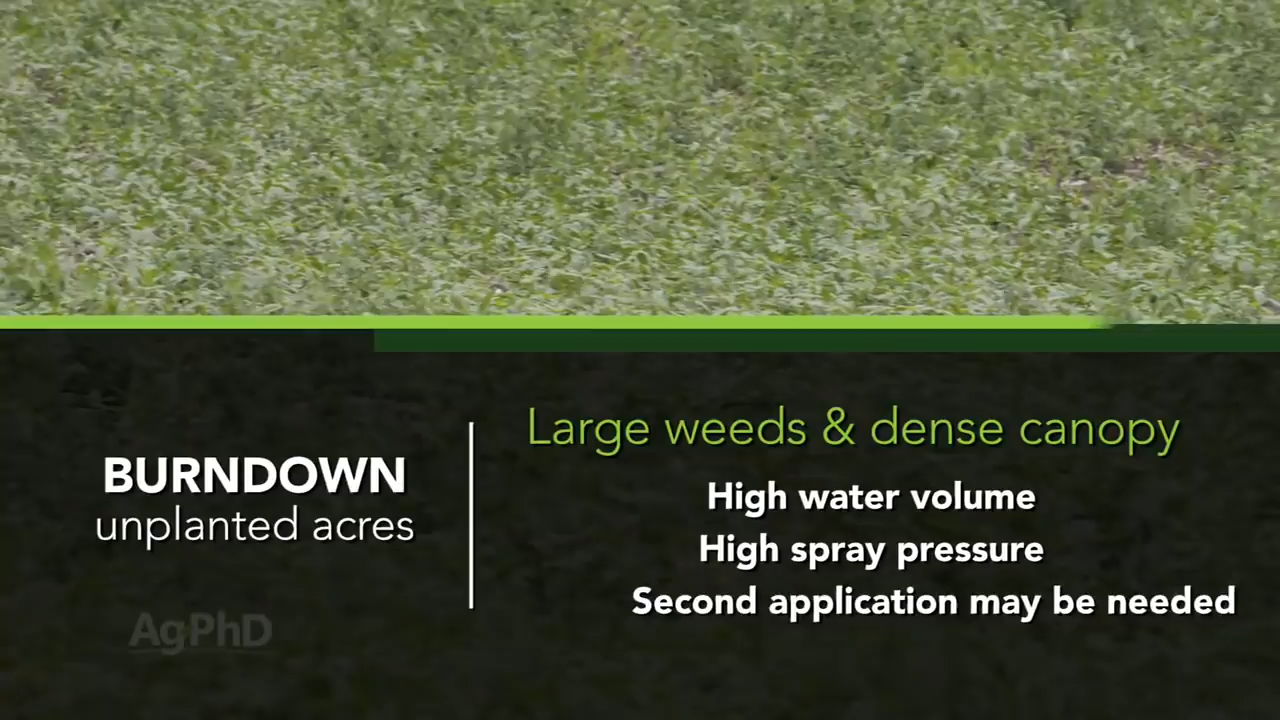 BURNDOWN
unplanted acres
Large weeds & dense canopy
High water volume
High spray pressure
Second application may be needed
AgPhD